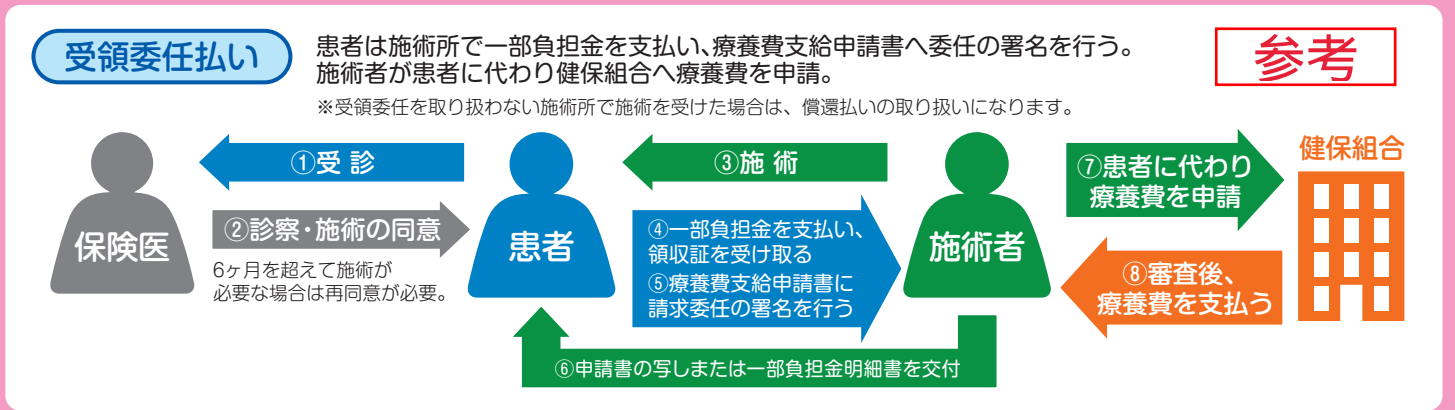 受領委任払い
患者は施術所で一部負担金を支払い、療養費支給申請書へ委任の署名を行う。
施術者が患者に代わり健保組合へ療養費を申請。
※受領委任を取り扱わない施術所で施術を受けた場合は、償還払いの取り扱いになります。
参考
①受 診
②診察・施術の同意
6ヶ月を超えて施術が
必要な場合は再同意が必要。
保険医
患者
③施 術
④一部負担金を支払い、
領収証を受け取る
⑤療養費支給申請書に
請求委任の署名を行う
⑥申請書の写しまたは一部負担金明細書を交付
施術者
⑦患者に代わり
療養費を申請
⑧審査後、
療養費を支払う
健保組合